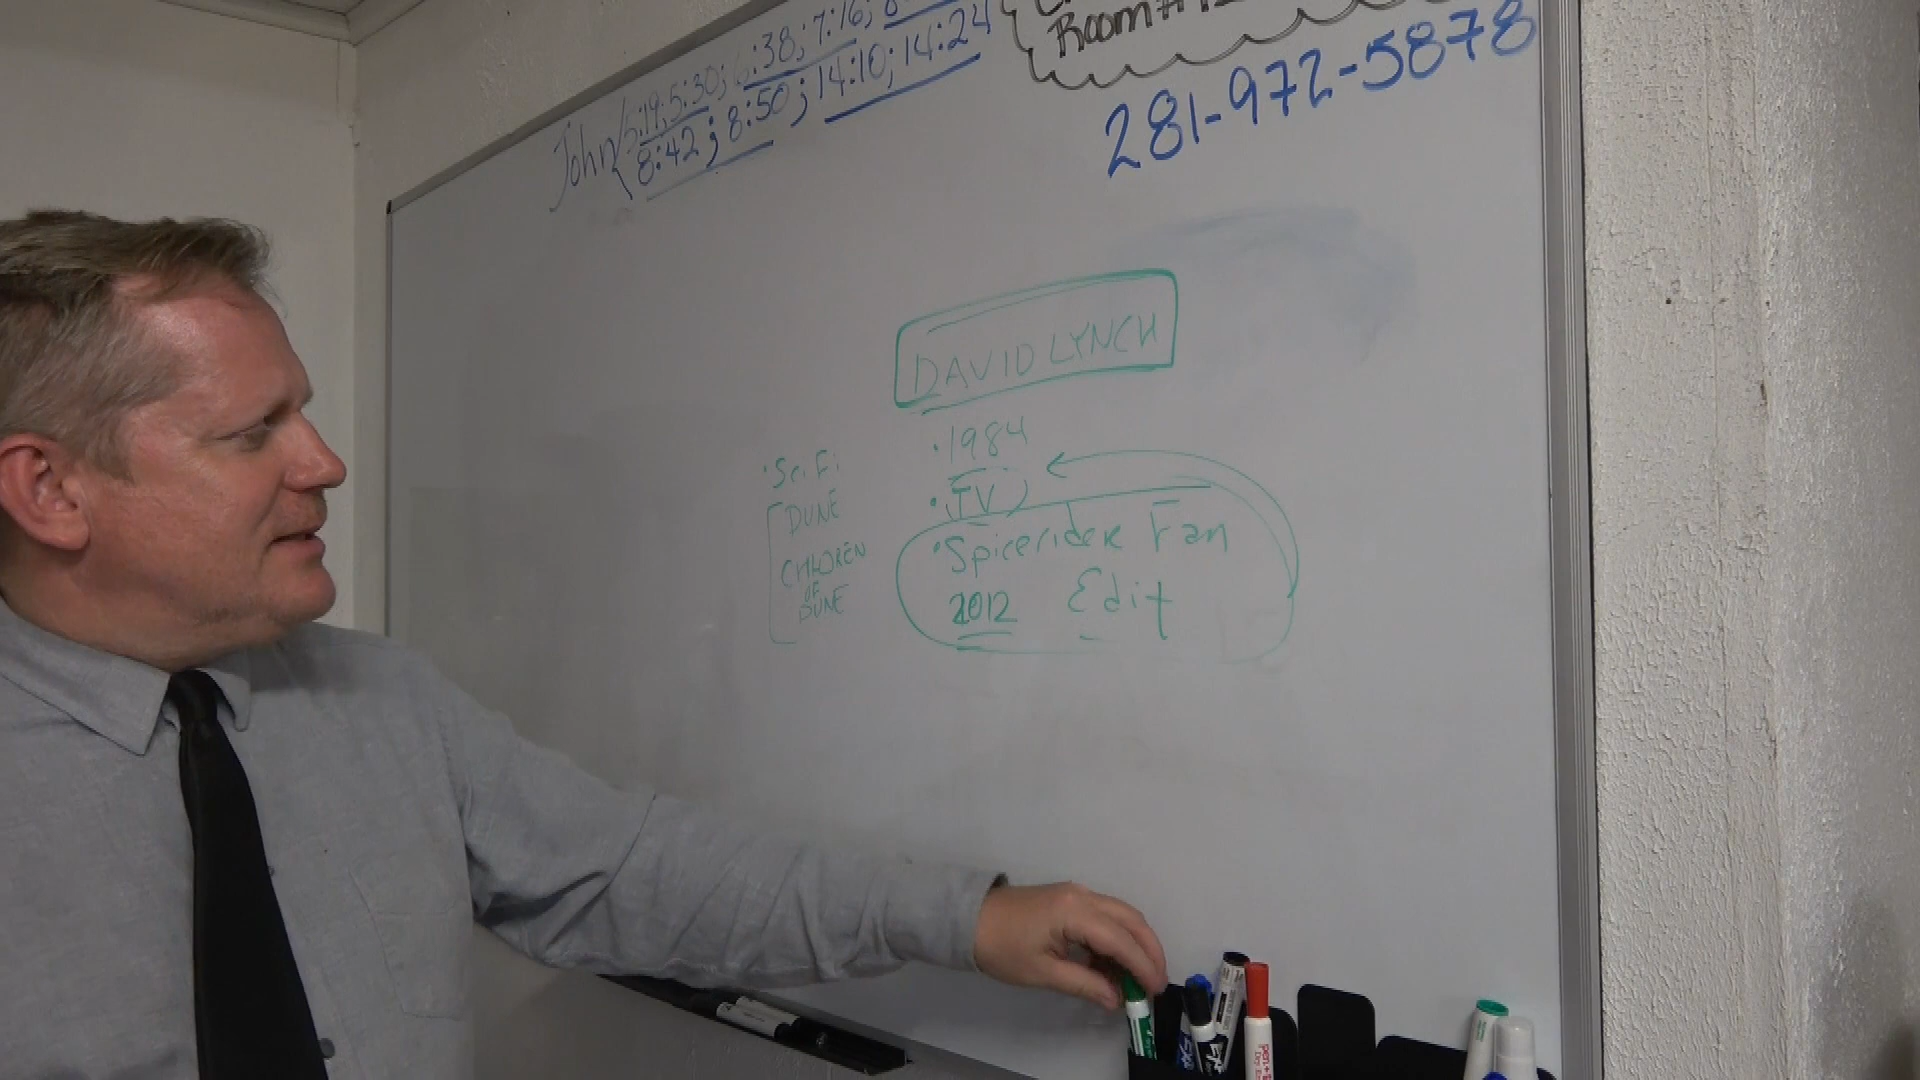 John 5:19; 5:30; 6:38; 7:16;
8:42; 8:50; 14:10; 14:24
Room #
281-972-5878
DAVID LYNCH
• 1984
• TV
• Spicerider Fan
2012 Edit
• Sci Fi
DUNE
CHILDREN
OF
DUNE